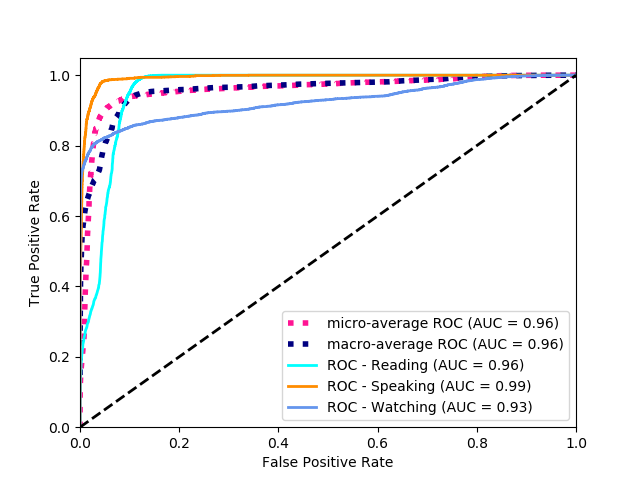 1.0
0.8
0.6
0.4
0.2
0.0
True Positive Rate
0.0 0.2 0.4 0.6 0.8 1.0
False Positive Rate
micro-average ROC (AUC = 0.96)
macro-average ROC (AUC = 0.96)
ROC - Reading (AUC = 0.96)
ROC - Speaking (AUC = 0.99)
ROC - Watching (AUC = 0.93)